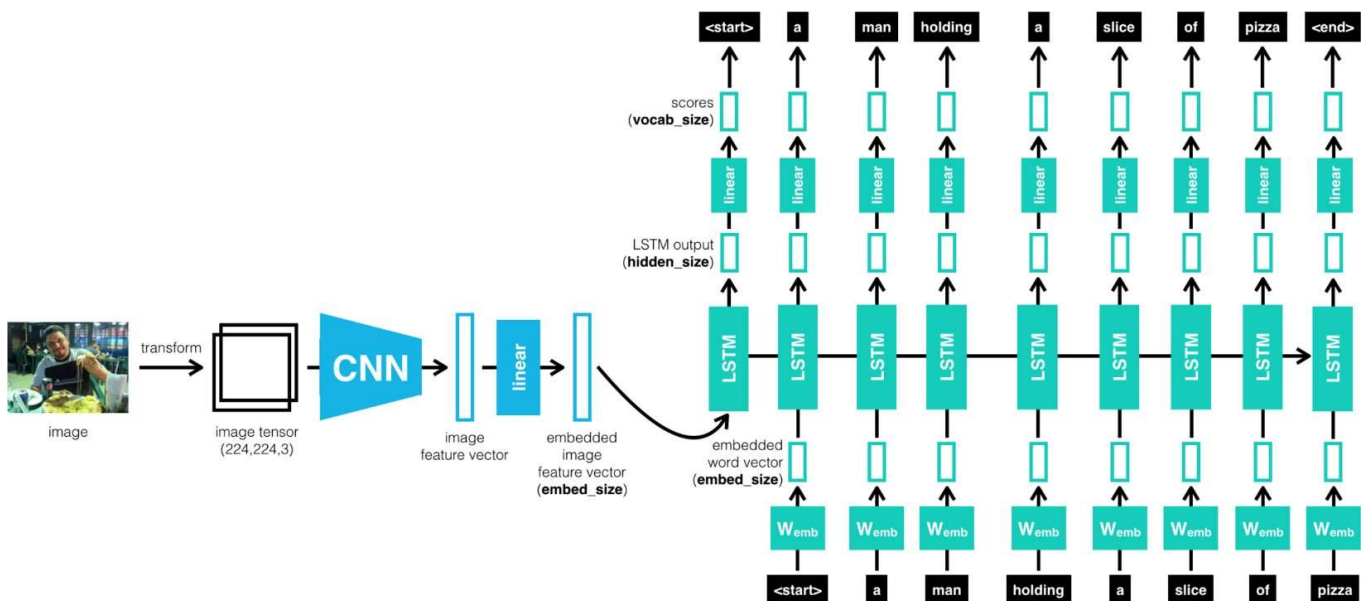 <start> a man holding a slice of pizza <end>
scores
(vocab_size)
linear linear linear linear linear linear linear linear linear
LSTM output
(hidden_size)
LSTM LSTM LSTM LSTM LSTM LSTM LSTM LSTM LSTM
transform
CNN
linear
image
image tensor
(224,224,3)
image
feature vector
embedded
image
feature vector
(embed_size)
embedded
word vector
(embed_size)
Wemb Wemb Wemb Wemb Wemb Wemb Wemb Wemb
<start> a man holding a slice of pizza